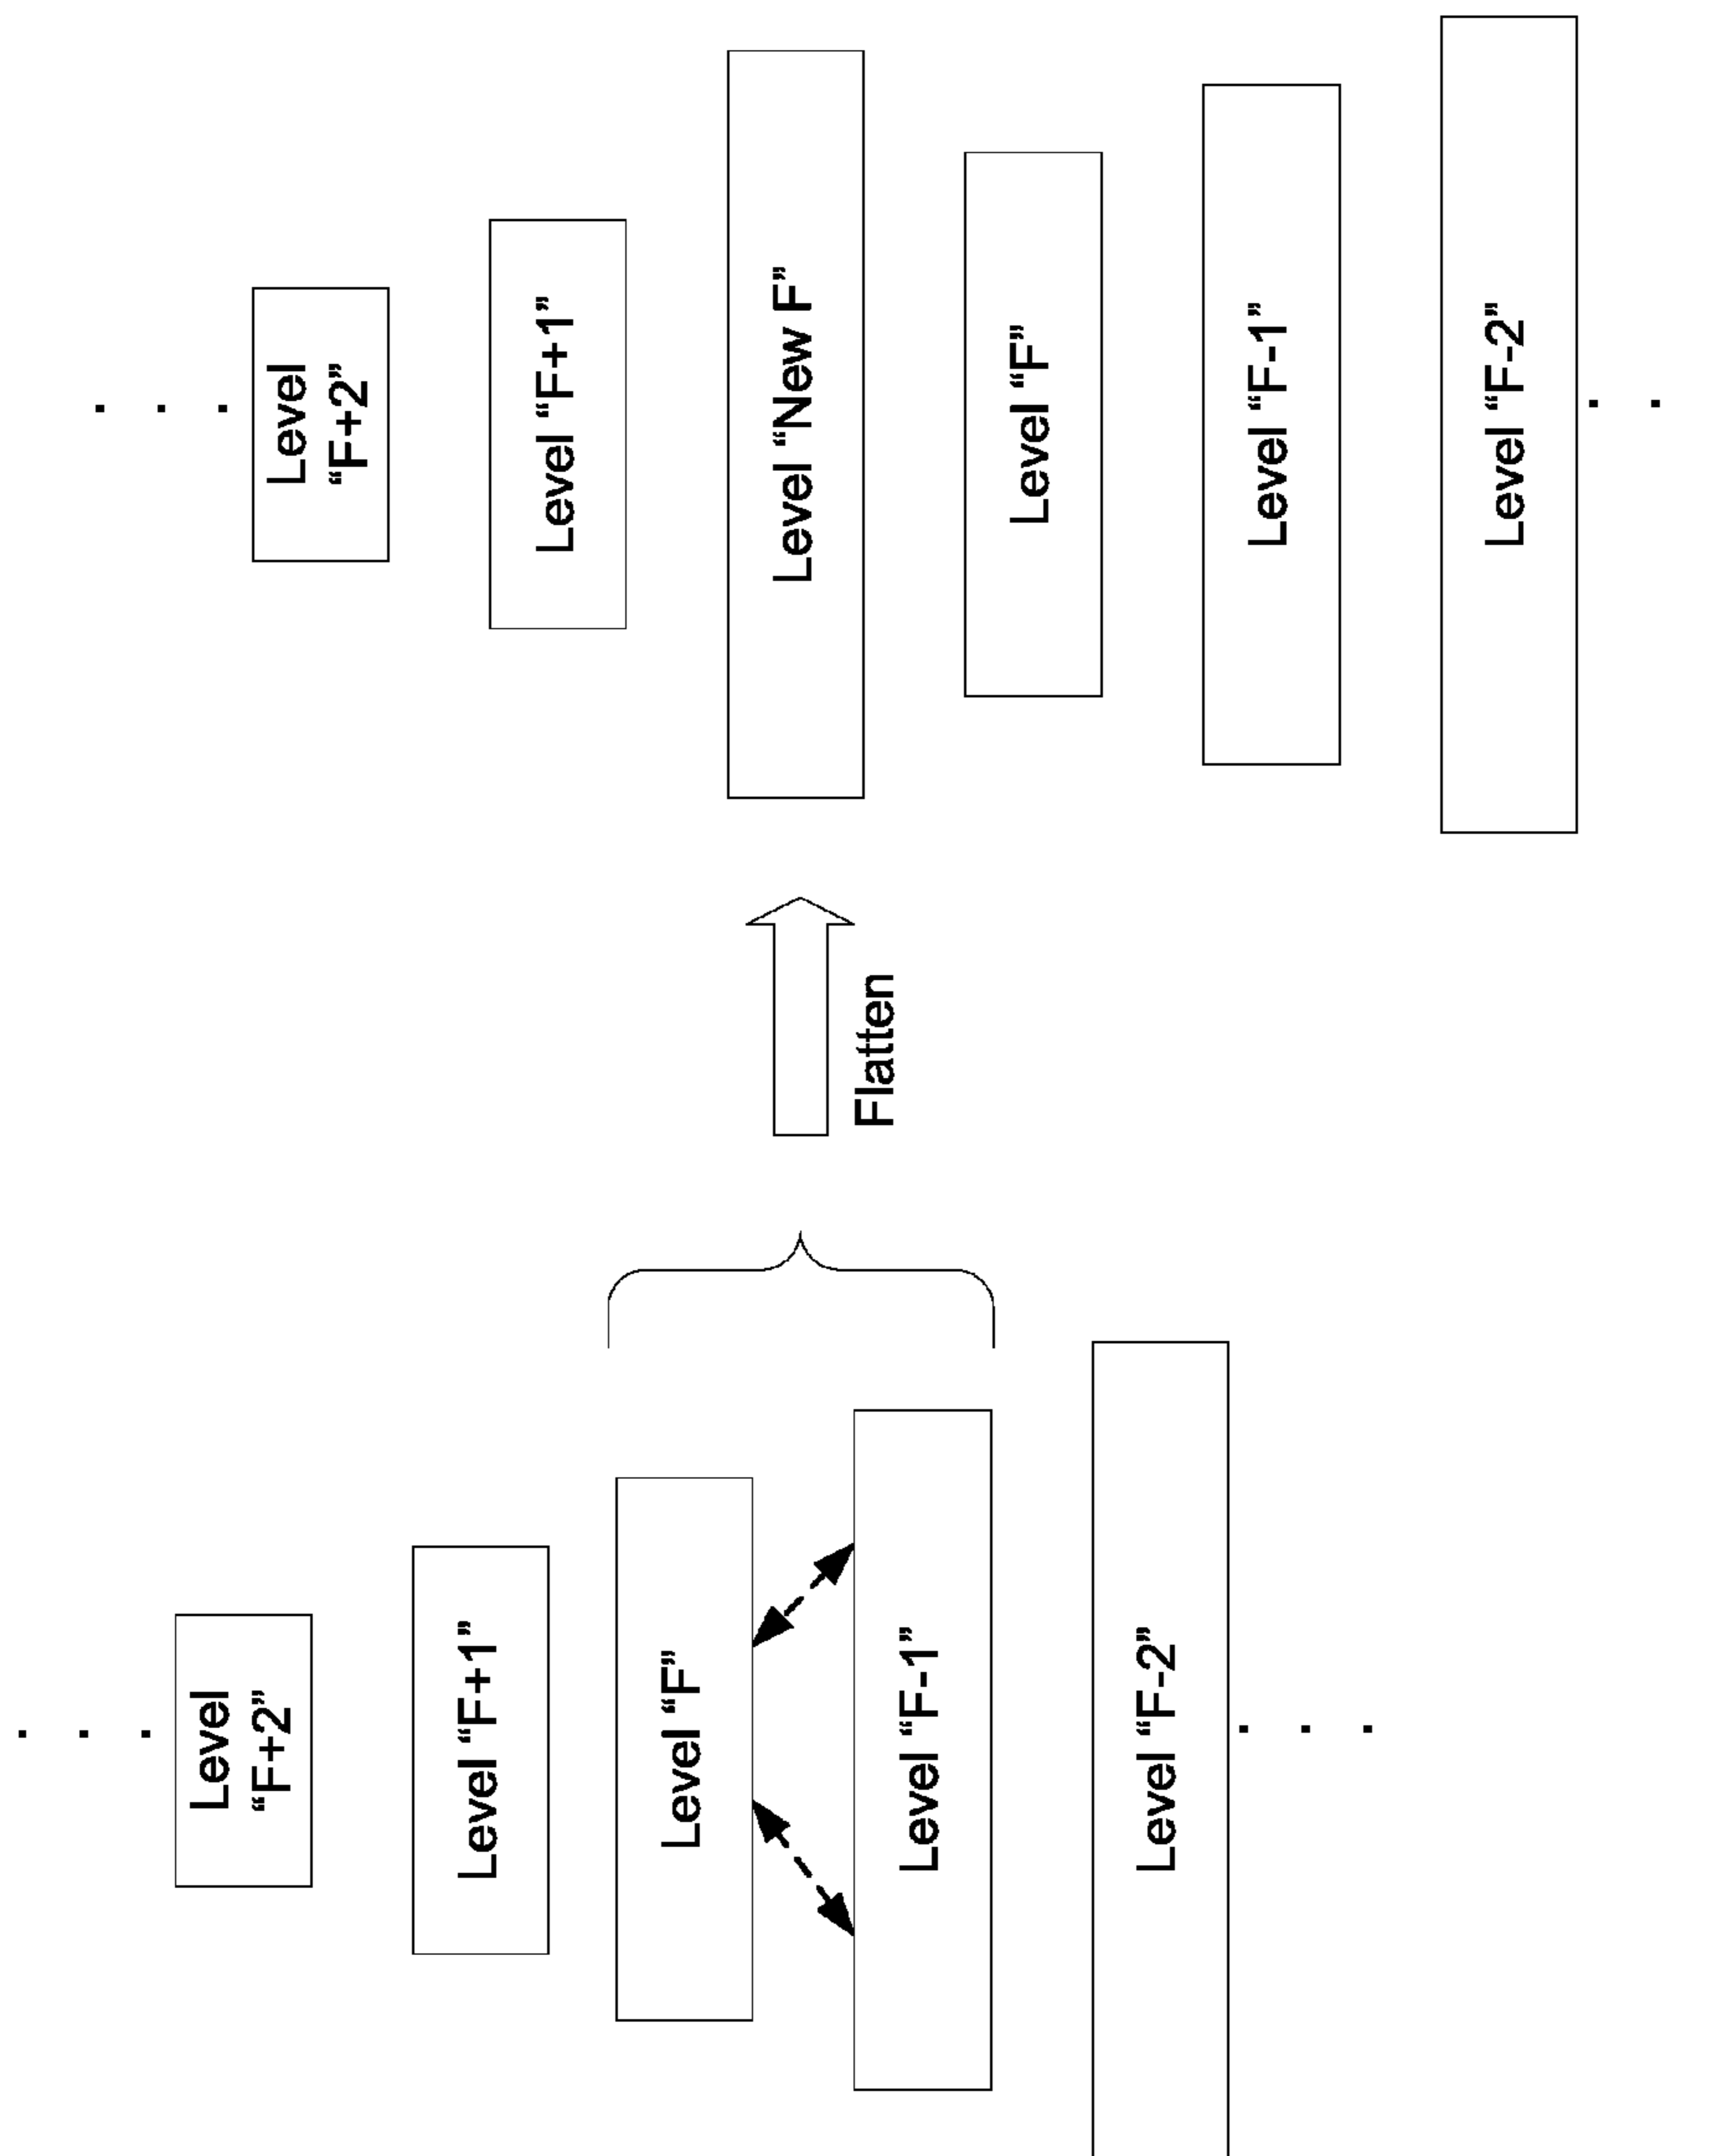 Level
“F+2”
Level “F+1”
Level “F”
Level “F-1”
Level “F-2”
Flatten
Level
“F+2”
Level “F+1”
Level “New F”
Level “F”
Level “F-1”
Level “F-2”